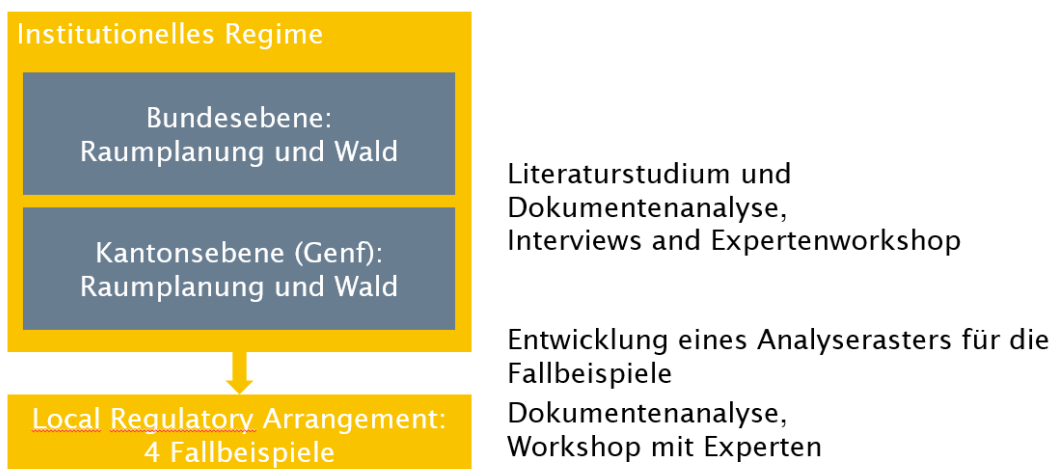 Institutionelles Regime
Bundesebene:
Raumplanung und Wald
Kantonsebene (Genf):
Raumplanung und Wald
Literaturstudium und
Dokumentenanalyse,
Interviews and Expertenworkshop
Entwicklung eines Analyserasters für die
Fallbeispiele
Local Regulatory Arrangement:
4 Fallbeispiele
Dokumentenanalyse,
Workshop mit Experten